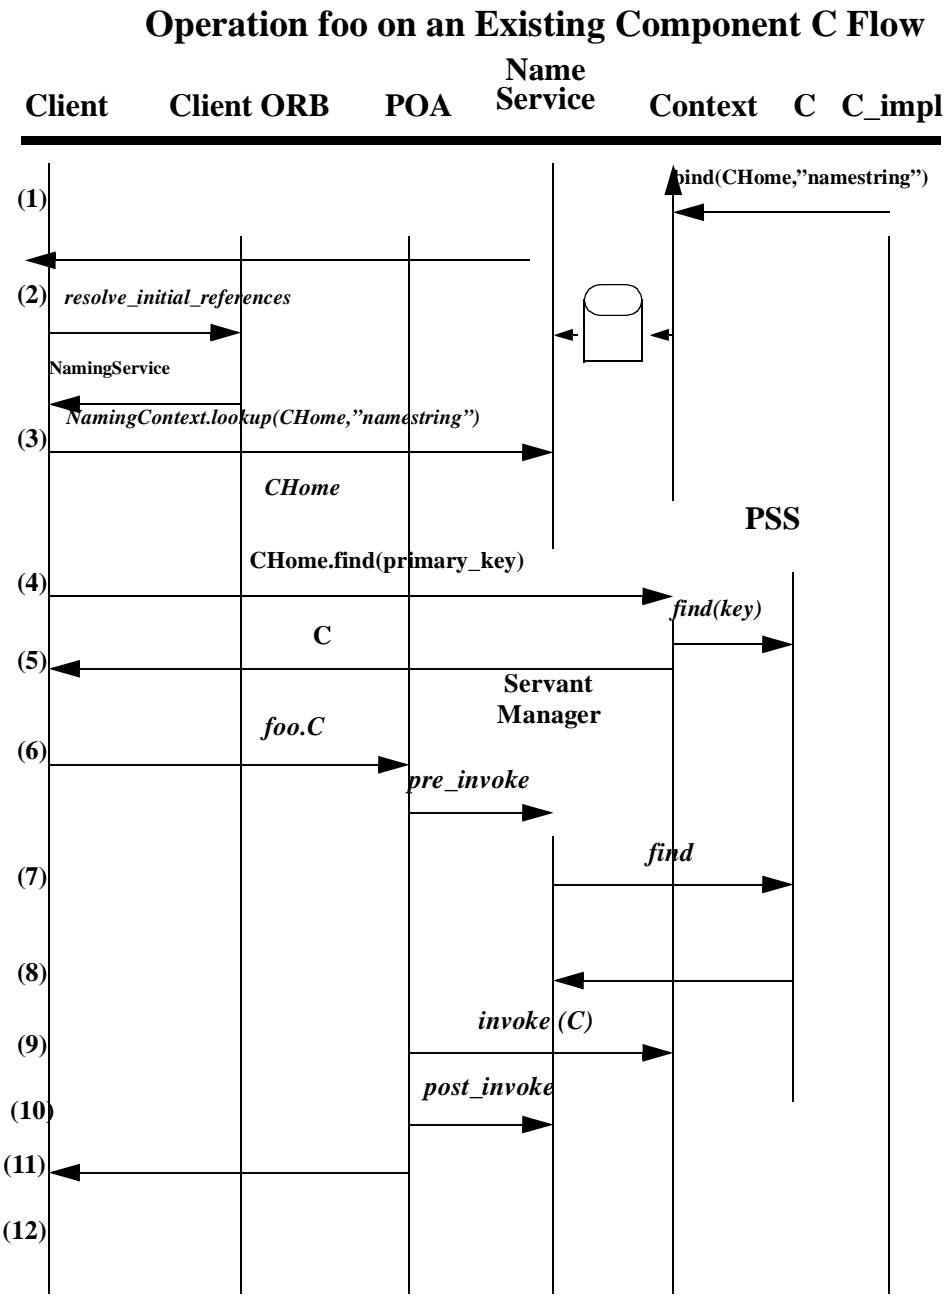 Operation foo on an Existing Component C Flow
Name
Client Client ORB POA Service Context C C_impl
bind(CHome,”namestring”)
(1)
(2) resolve_initial_references
NamingService
NamingContext.lookup(CHome,”namestring”)
(3)
CHome
PSS
CHome.find(primary_key)
(4)
find(key)
C
(5)
Servant
Manager
foo.C
(6)
pre_invoke
find
(7)
(8)
invoke (C)
(9)
post_invoke
(10)
(11)
(12)